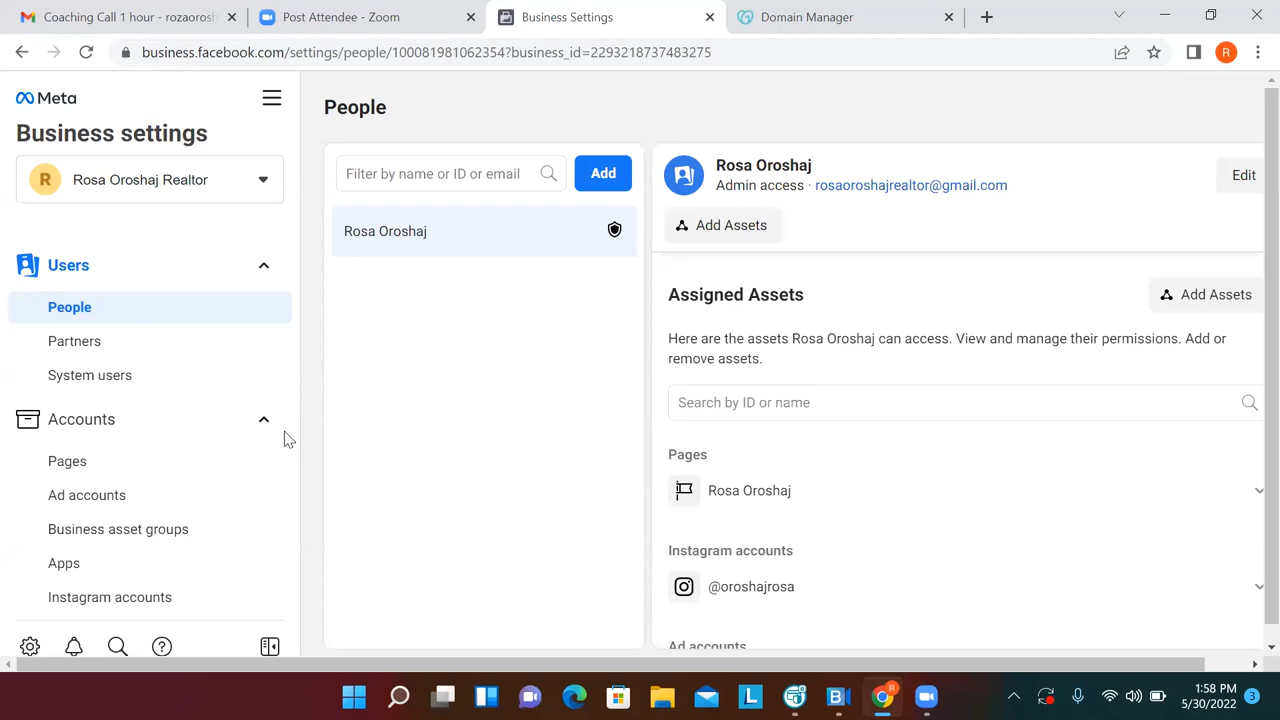 Coaching Call 1 hour - rozaorosh
Post Attendee - Zoom
Business Settings
Domain Manager
business.facebook.com/settings/people/100081981062354?business_id=2293218737483275
R
Meta
Business settings
R
Rosa Oroshaj Realtor
Users
People
Partners
System users
Accounts
Pages
Ad accounts
Business asset groups
Apps
Instagram accounts
People
Filter by name or ID or email
Add
Rosa Oroshaj
Rosa Oroshaj
Admin access · rosaoroshajrealtor@gmail.com
Edit
Add Assets
Assigned Assets
Add Assets
Here are the assets Rosa Oroshaj can access. View and manage their permissions. Add or
remove assets.
Search by ID or name
Pages
Rosa Oroshaj
Instagram accounts
@oroshajrosa
Ad accounts
L
B
R
1:58 PM
5/30/2022
3